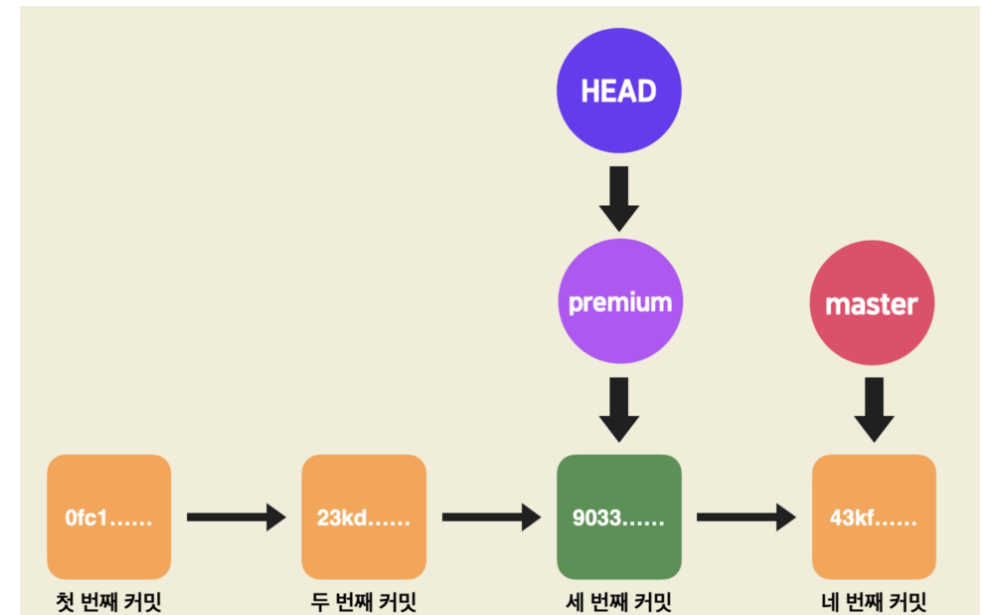 HEAD
premium
master
0fc1......
23kd......
9033......
43kf......
첫 번째 커밋
두 번째 커밋
세 번째 커밋
네 번째 커밋